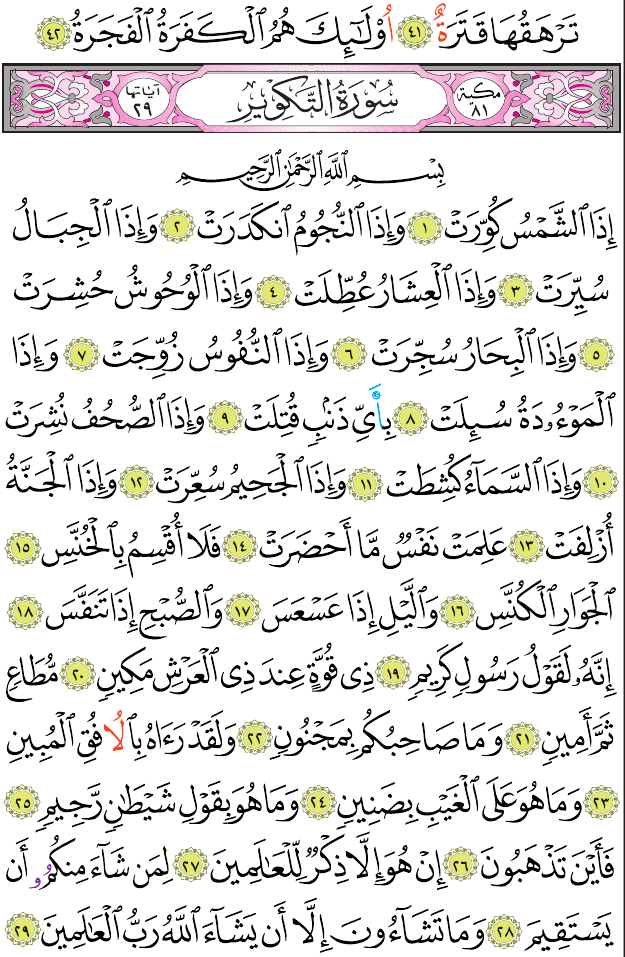 تَرْهَقُهَا قَتَرَةٌ ٤١ أُوْلَٰٓئِكَ هُمُ ٱلْكَفَرَةُ ٱلْفَجَرَةُ ٤٢
مكية ٨١ سُورَةُ التَّكْوِيرِ آياتها ٢٩
بِسْمِ ٱللَّهِ ٱلرَّحْمَٰنِ ٱلرَّحِيمِ
إِذَا ٱلشَّمْسُ كُوِّرَتْ ١ وَإِذَا ٱلنُّجُومُ ٱنكَدَرَتْ ٢ وَإِذَا ٱلْجِبَالُ
سُيِّرَتْ ٣ وَإِذَا ٱلْعِشَارُ عُطِّلَتْ ٤ وَإِذَا ٱلْوُحُوشُ حُشِرَتْ
٥ وَإِذَا ٱلْبِحَارُ سُجِّرَتْ ٦ وَإِذَا ٱلنُّفُوسُ زُوِّجَتْ ٧ وَإِذَا
ٱلْمَوْءُۥدَةُ سُئِلَتْ ٨ بِأَيِّ ذَنۢبٍ قُتِلَتْ ٩ وَإِذَا ٱلصُّحُفُ نُشِرَتْ
١٠ وَإِذَا ٱلسَّمَآءُ كُشِطَتْ ١١ وَإِذَا ٱلْجَحِيمُ سُعِّرَتْ ١٢ وَإِذَا ٱلْجَنَّةُ
أُزْلِفَتْ ١٣ عَلِمَتْ نَفْسٌ مَّا أَحْضَرَتْ ١٤ فَلَا أُقْسِمُ بِٱلْخُنَّسِ ١٥
ٱلْجَوَارِ ٱلْكُنَّسِ ١٦ وَٱلَّيْلِ إِذَا عَسْعَسَ ١٧ وَٱلصُّبْحِ إِذَا تَنَفَّسَ ١٨
إِنَّهُۥ لَقَوْلُ رَسُولٍ كَرِيمٍ ١٩ ذِى قُوَّةٍ عِندَ ذِى ٱلْعَرْشِ مَكِينٍ ٢٠ مُّطَاعٍ
ثَمَّ أَمِينٍ ٢١ وَمَا صَاحِبُكُم بِمَجْنُونٍ ٢٢ وَلَقَدْ رَءَاهُ بِٱلُافُقِ ٱلْمُبِينِ
٢٣ وَمَا هُوَ عَلَى ٱلْغَيْبِ بِضَنِينٍ ٢٤ وَمَا هُوَ بِقَوْلِ شَيْطَٰنٍ رَّجِيمٍ ٢٥
فَأَيْنَ تَذْهَبُونَ ٢٦ إِنْ هُوَ إِلَّا ذِكْرٌ لِّلْعَٰلَمِينَ ٢٧ لِمَن شَآءَ مِنكُمُۥ أَن
يَسْتَقِيمَ ٢٨ وَمَا تَشَآءُونَ إِلَّا أَن يَشَآءَ ٱللَّهُ رَبُّ ٱلْعَٰلَمِينَ ٢٩